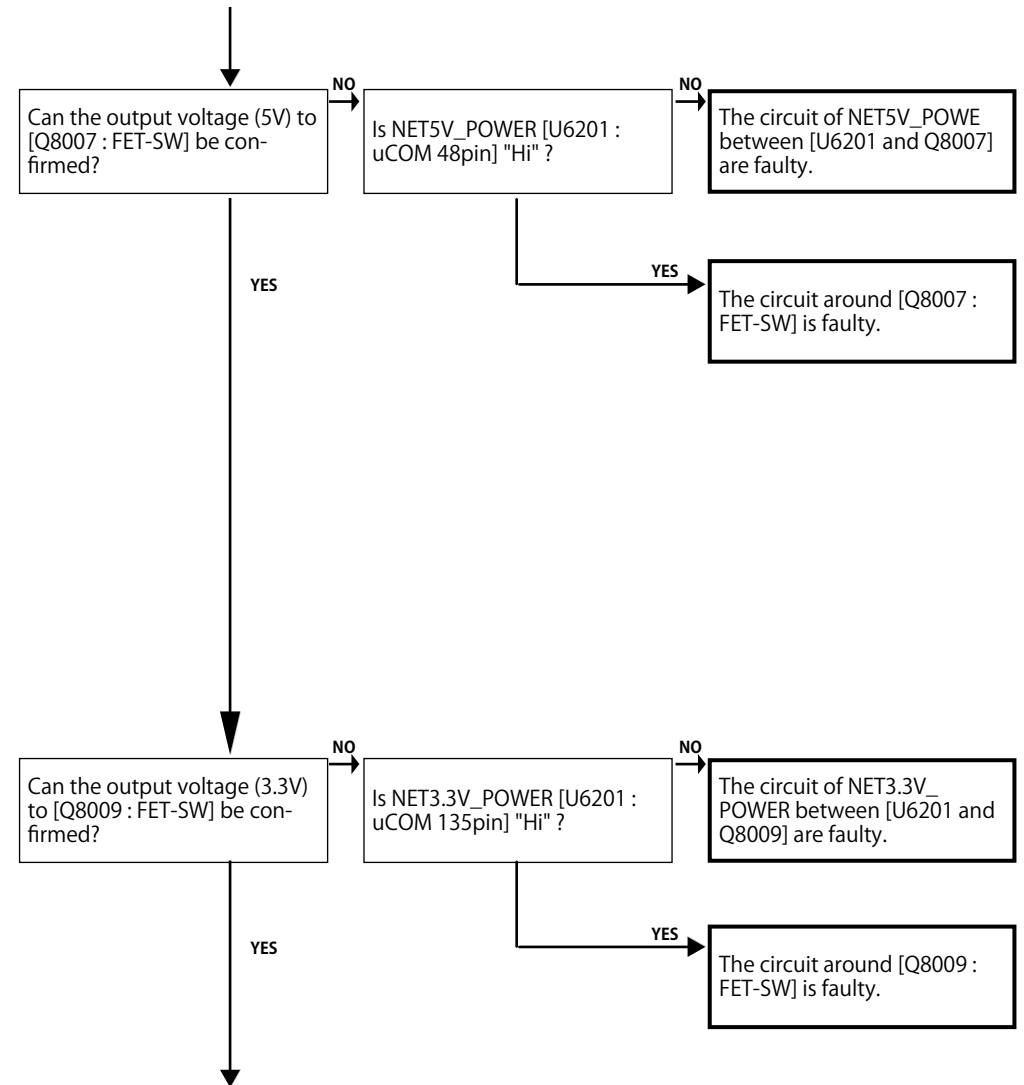 NO
NO
Can the output voltage (5V) to
[Q8007 : FET-SW] be con-
firmed?
Is NET5V_POWER [U6201 :
uCOM 48pin] "Hi" ?
The circuit of NET5V_POWE
between [U6201 and Q8007]
are faulty.
YES
YES
The circuit around [Q8007 :
FET-SW] is faulty.
NO
NO
Can the output voltage (3.3V)
to [Q8009 : FET-SW] be con-
firmed?
Is NET3.3V_POWER [U6201 :
uCOM 135pin] "Hi" ?
The circuit of NET3.3V_
POWER between [U6201 and
Q8009] are faulty.
YES
YES
The circuit around [Q8009 :
FET-SW] is faulty.